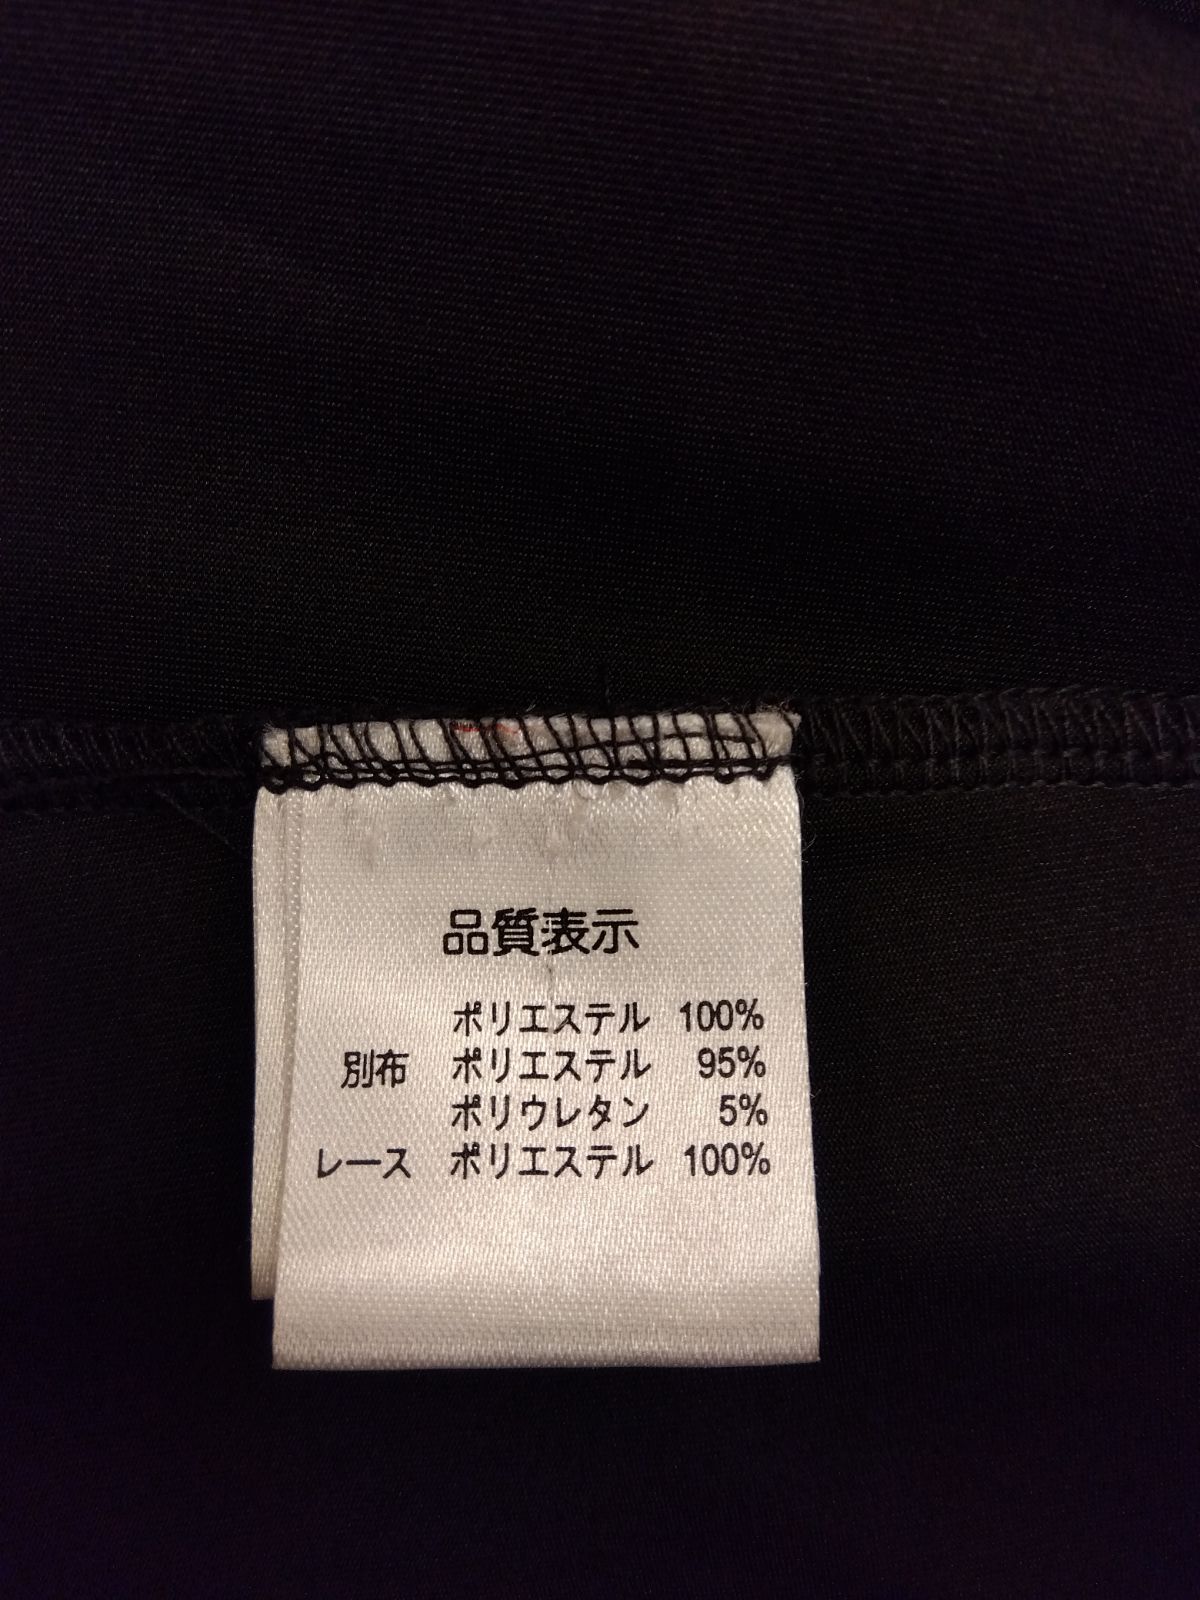 品質表示
ポリエステル 100%
別布 ポリエステル 95%
ポリウレタン 5%
レース ポリエステル 100%